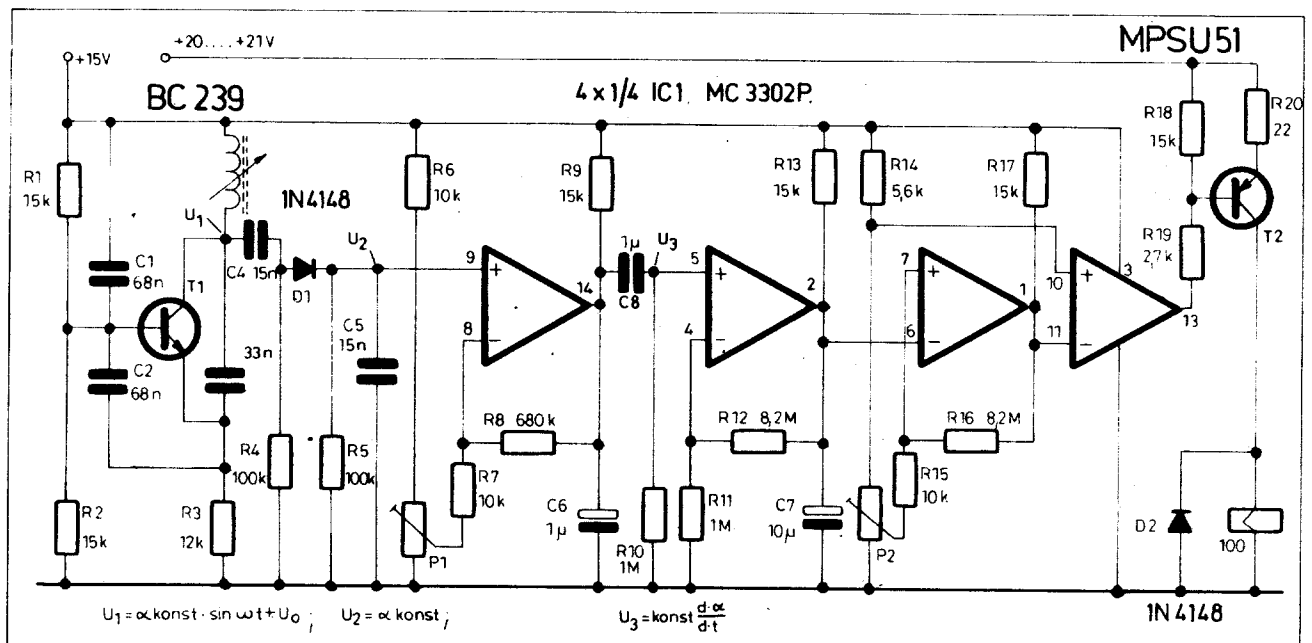 +20....+21V
MPSU51
+15V
BC 239
4 x 1/4 IC1 MC 3302P.
R18
15k
R20
22
R1
15k
R6
10k
R9
15k
R13
15k
R14
5,6k
R17
15k
1N4148
U1
U2
1µ
U3
T2
C4 15n
D1
C8
R19
2,7k
C1
68n
T1
9
+
14
8
−
5
+
2
4
−
7
+
1
6
−
10
+
3
13
11
−
C5
15n
C2
68n
33n
R8 680k
R12 8,2M
R16 8,2M
R4
100k
R5
100k
R7
10k
R15
10k
R2
15k
R3
12k
P1
C6
1µ
R10
1M
R11
1M
C7
10µ
P2
D2
100
U1=αkonst·sin ωt+U0; U2=αkonst; U3=konst d·α/d·t
1N 4148